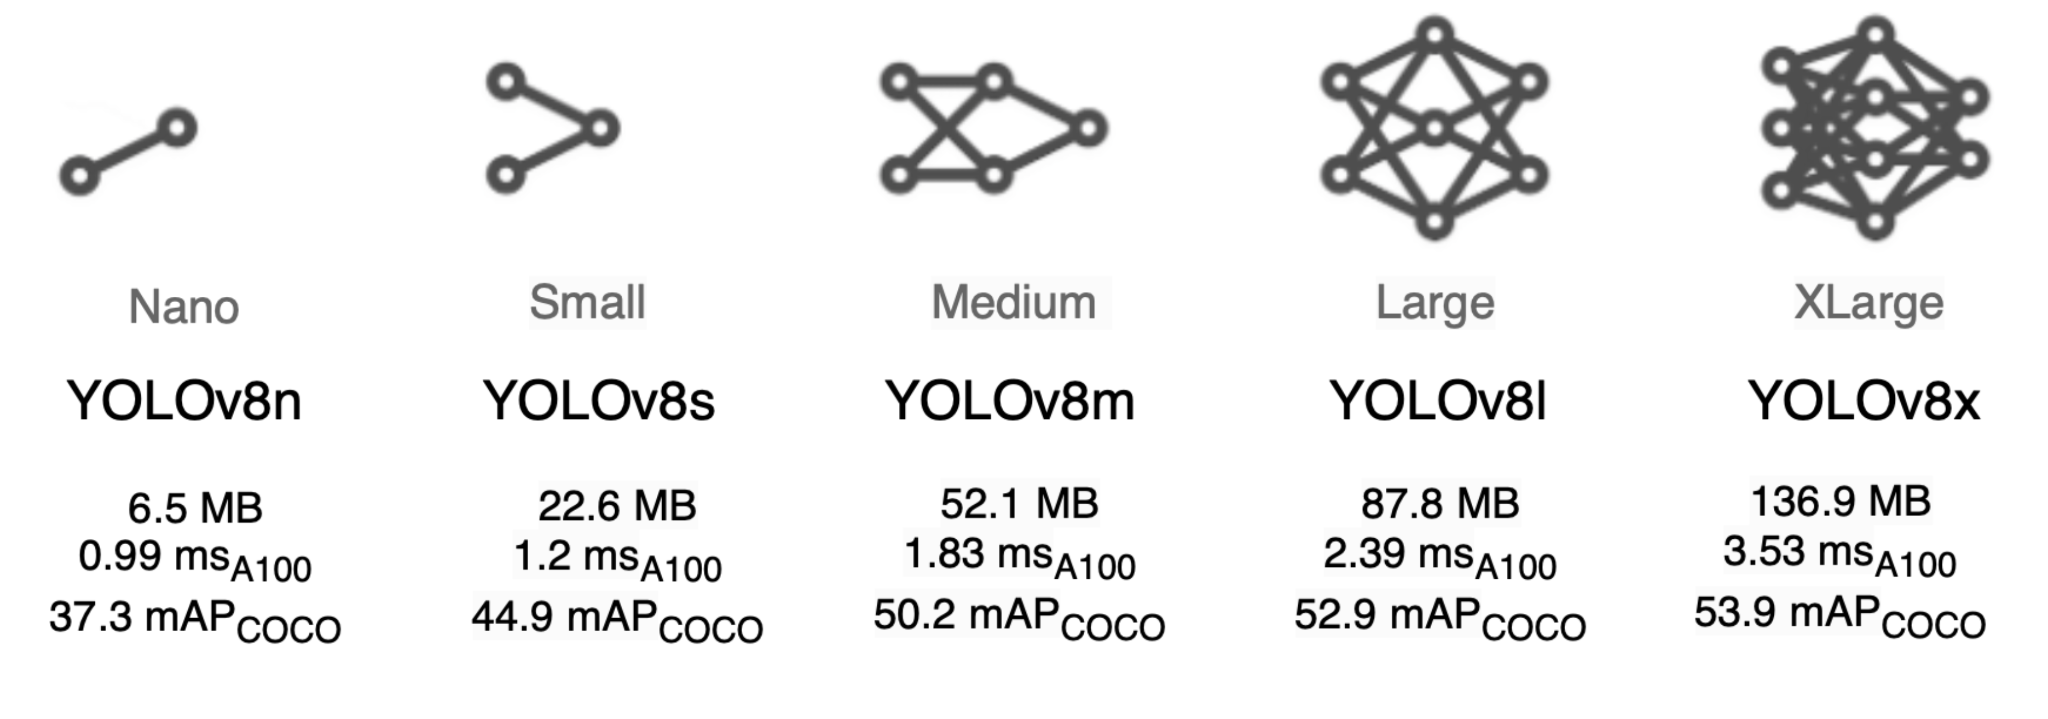 Nano
YOLOv8n
6.5 MB
0.99 msA100
37.3 mAPCOCO
Small
YOLOv8s
22.6 MB
1.2 msA100
44.9 mAPCOCO
Medium
YOLOv8m
52.1 MB
1.83 msA100
50.2 mAPCOCO
Large
YOLOv8l
87.8 MB
2.39 msA100
52.9 mAPCOCO
XLarge
YOLOv8x
136.9 MB
3.53 msA100
53.9 mAPCOCO